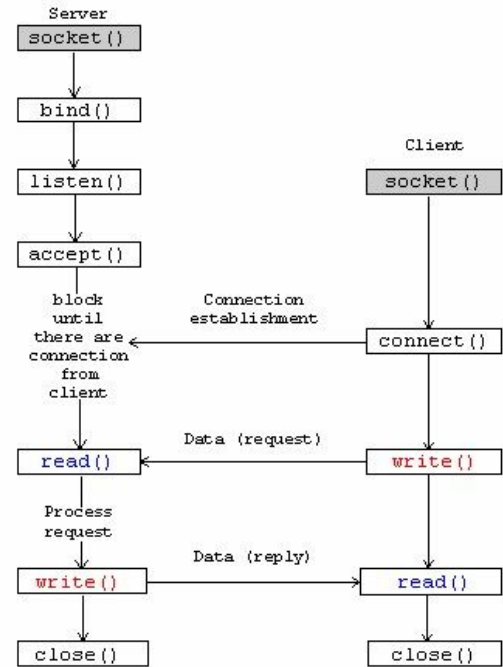 Server
socket()
bind()
Client
listen()
socket()
accept()
block
until
there are
connection
from
client
Connection
establishment
connect()
Data (request)
read()
write()
Process
request
Data (reply)
write()
read()
close()
close()